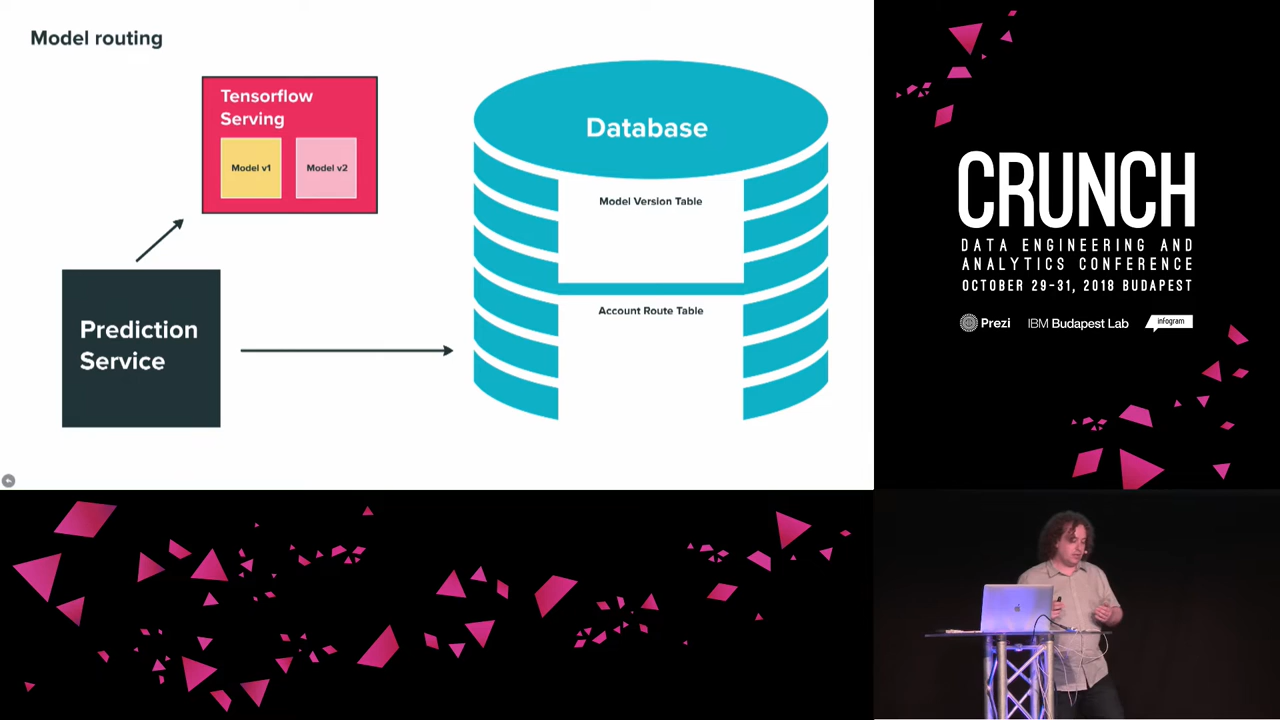 Model routing
Tensorflow
Serving
Model v1
Model v2
Prediction
Service
Database
Model Version Table
Account Route Table
CRUNCH
DATA ENGINEERING AND
ANALYTICS CONFERENCE
OCTOBER 29-31, 2018 BUDAPEST
Prezi
IBM Budapest Lab
infogram